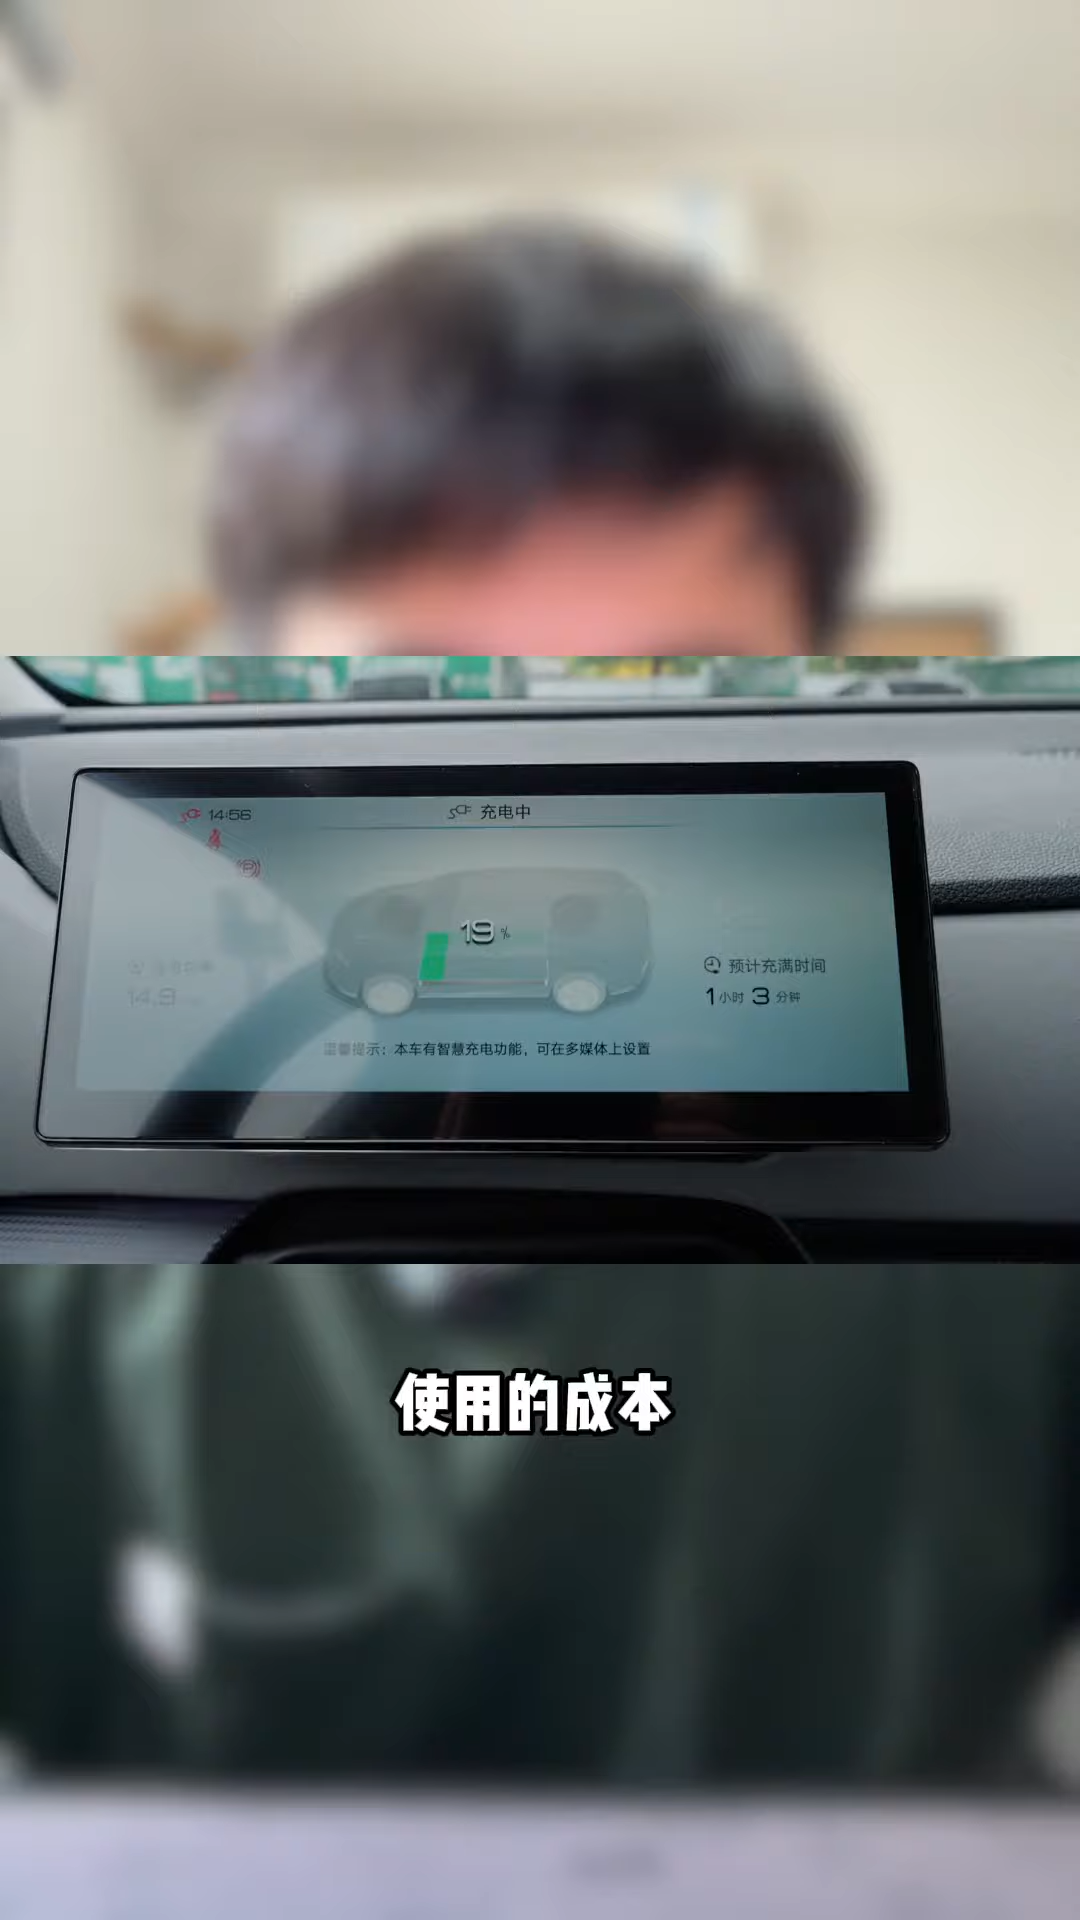 14:56
充电中
19%
预计充满时间
1小时3分钟
14.9
温馨提示：本车有智慧充电功能，可在多媒体上设置
使用的成本